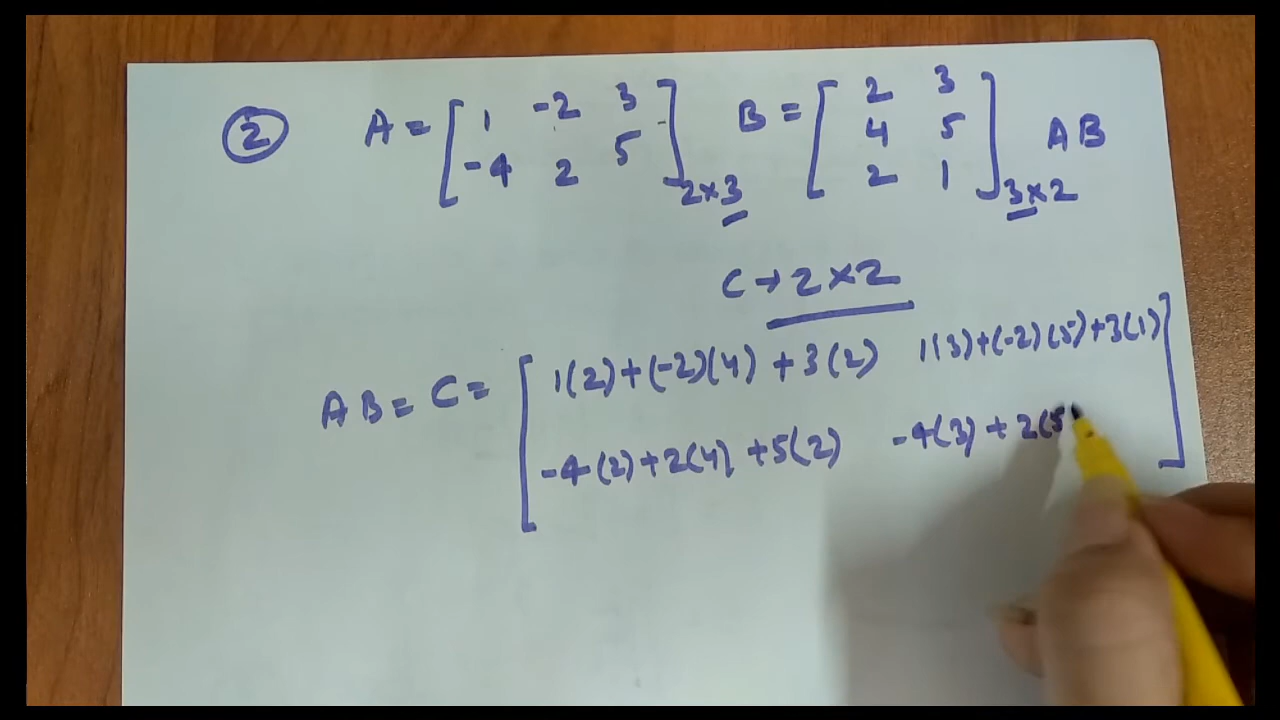 ② A = [ 1 -2 3 ] B = [ 2 3 ]
[ -4 2 5 ] 2×3 [ 4 5 ] AB
[ 2 1 ] 3×2
C → 2×2
AB = C = [ 1(2)+(-2)(4)+3(2) 1(3)+(-2)(5)+3(1) ]
[ -4(2)+2(4)+5(2) -4(3)+2(5 ]